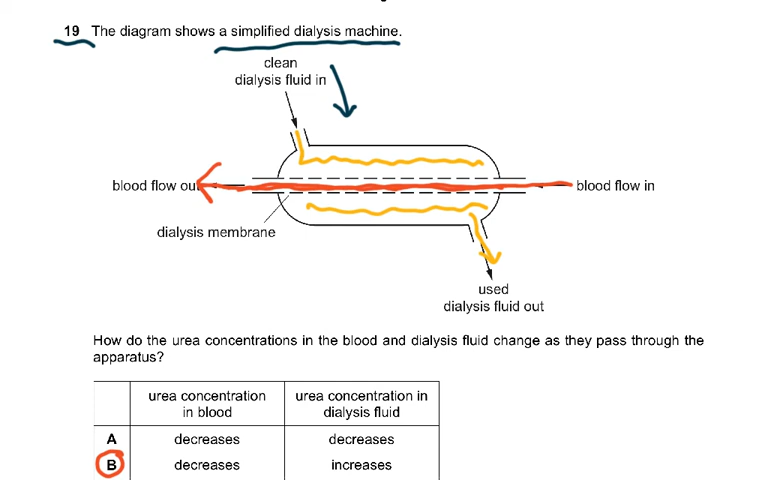 19 The diagram shows a simplified dialysis machine.
clean
dialysis fluid in
blood flow out
blood flow in
dialysis membrane
used
dialysis fluid out
How do the urea concentrations in the blood and dialysis fluid change as they pass through the
apparatus?
urea concentration
in blood
urea concentration in
dialysis fluid
A decreases decreases
B decreases increases